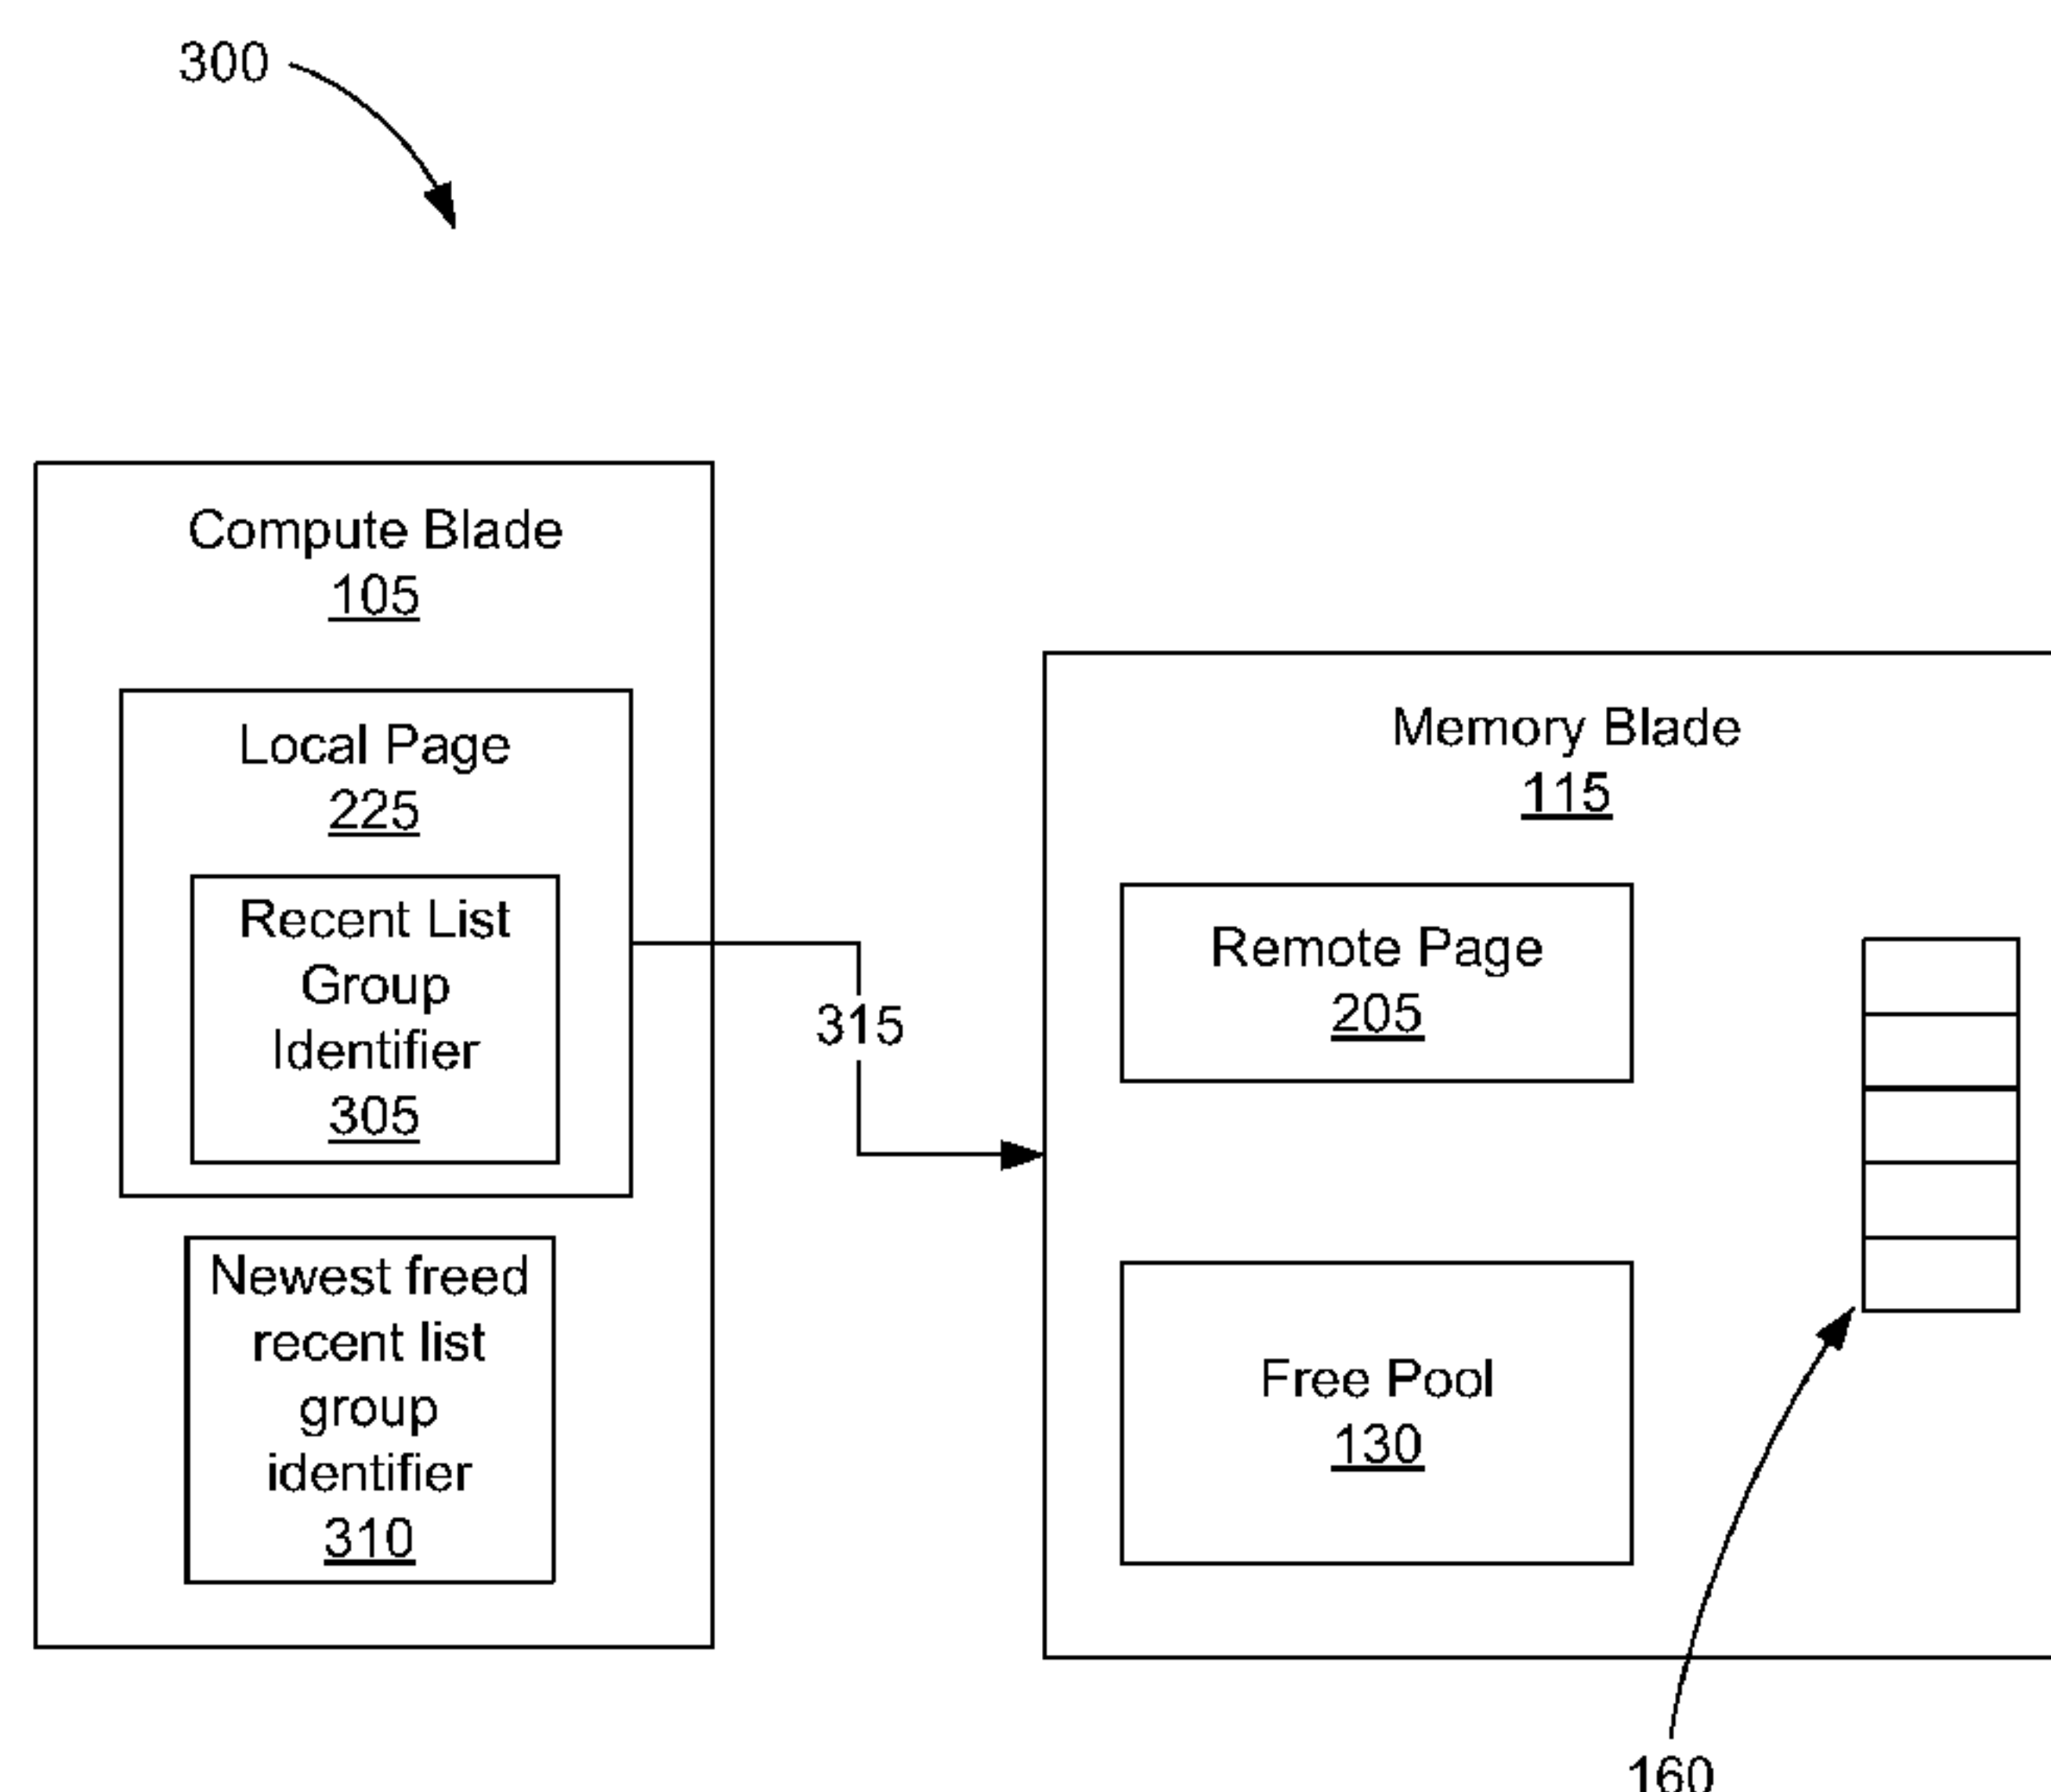 300
Compute Blade
105
Local Page
225
Recent List
Group
Identifier
305
Newest freed
recent list
group
identifier
310
315
Memory Blade
115
Remote Page
205
Free Pool
130
160